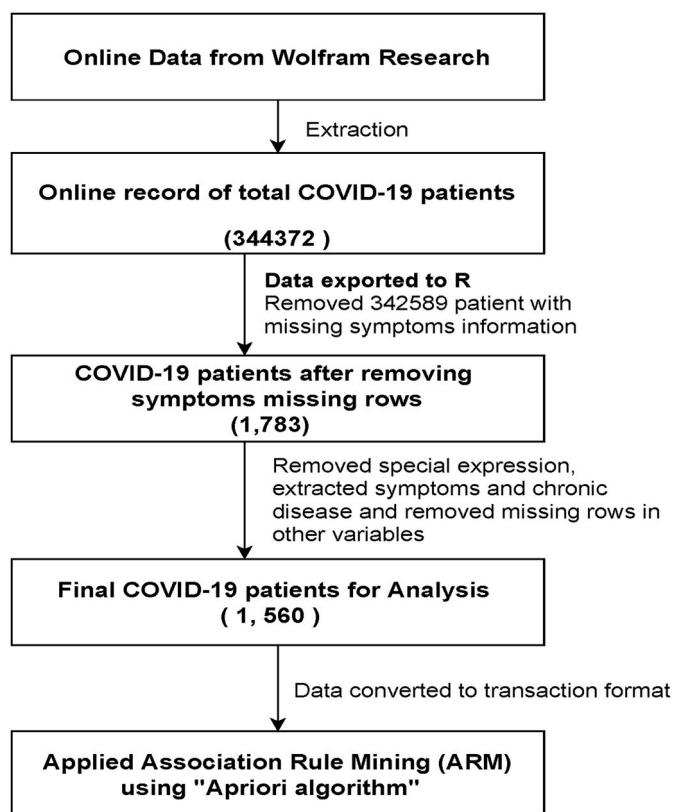 Online Data from Wolfram Research
Extraction
Online record of total COVID-19 patients
(344372 )
Data exported to R
Removed 342589 patient with
missing symptoms information
COVID-19 patients after removing
symptoms missing rows
(1,783)
Removed special expression,
extracted symptoms and chronic
disease and removed missing rows in
other variables
Final COVID-19 patients for Analysis
( 1, 560 )
Data converted to transaction format
Applied Association Rule Mining (ARM)
using "Apriori algorithm"